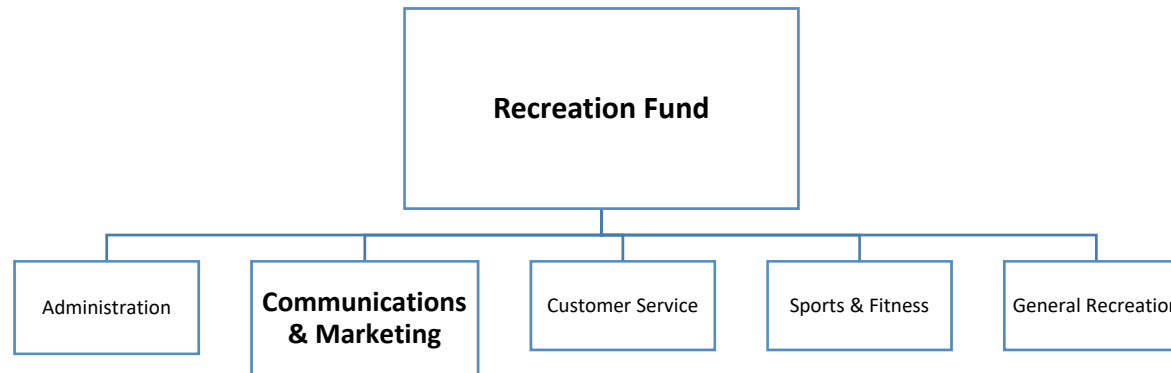 Recreation Fund
Administration
Communications
& Marketing
Customer Service
Sports & Fitness
General Recreation